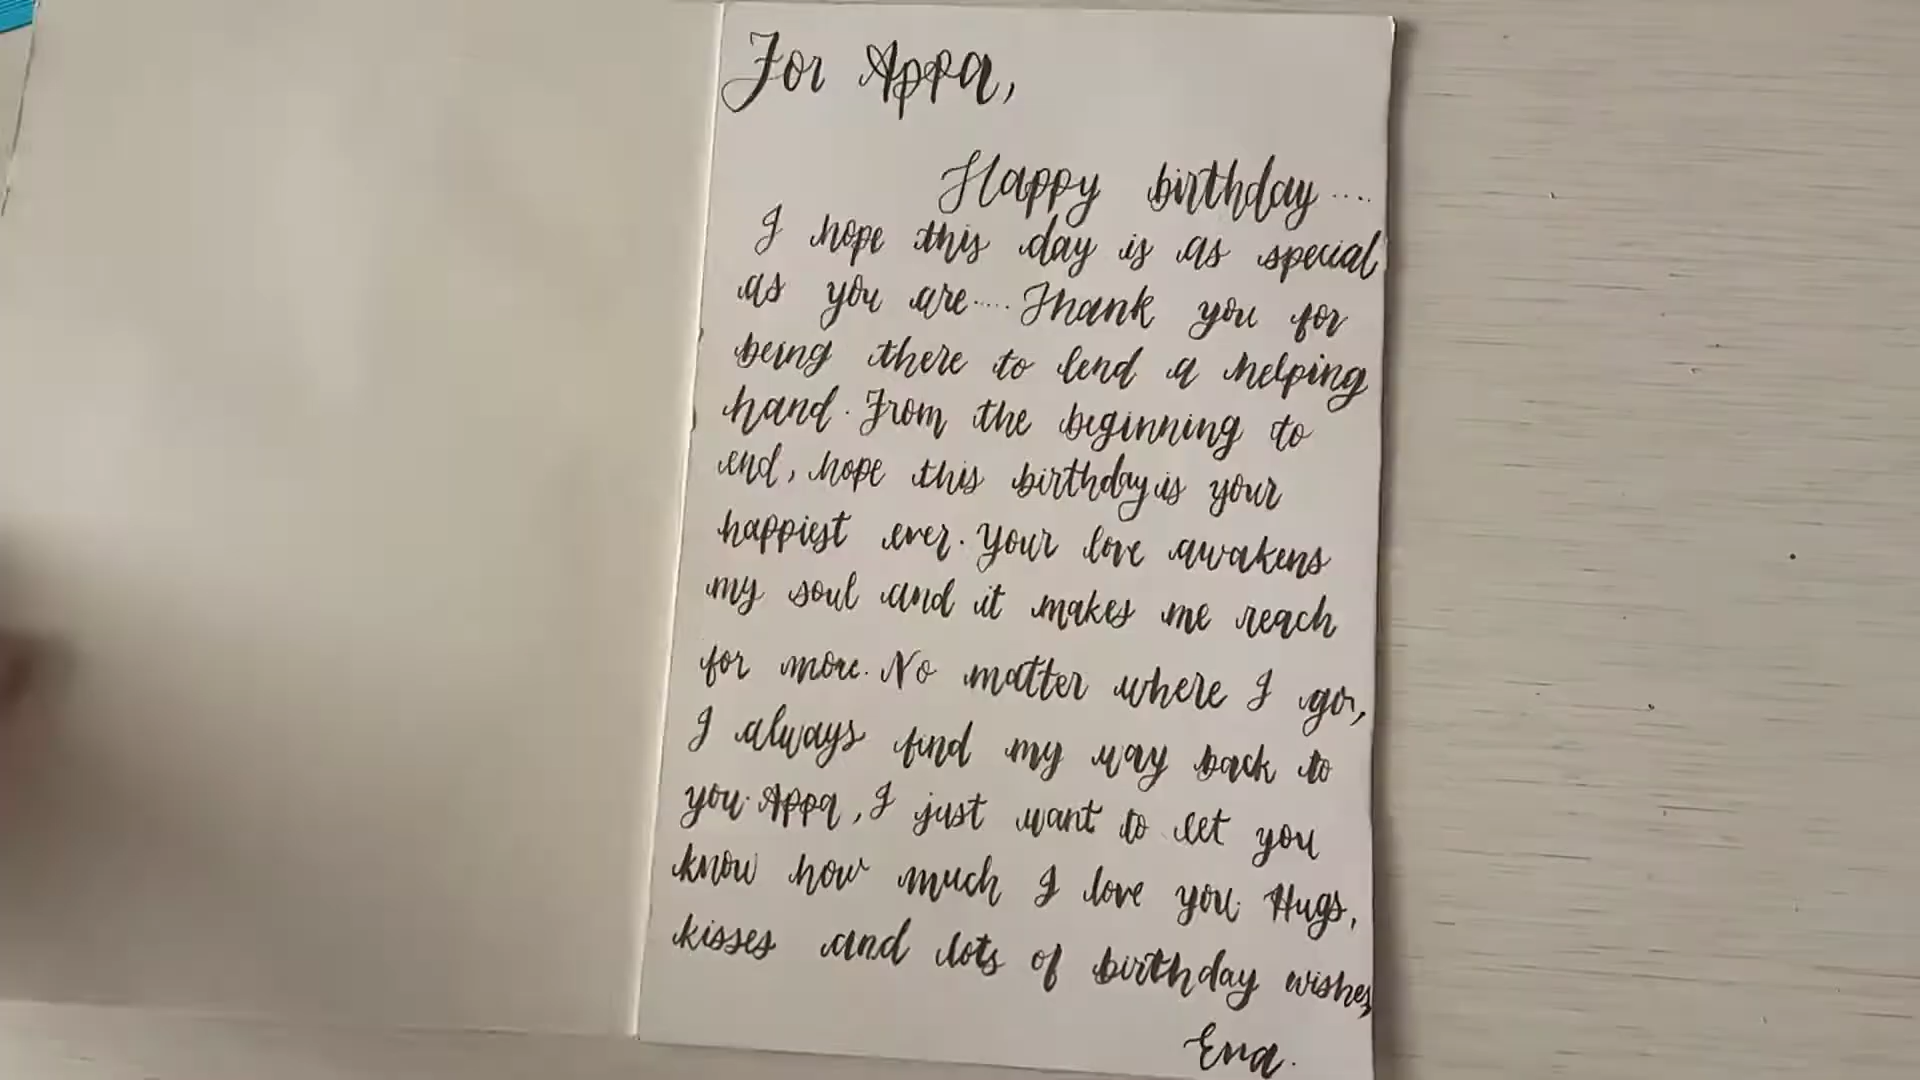 For Appa,
Happy birthday....
I hope this day is as special
as you are.... Thank you for
being there to lend a helping
hand. From the beginning to
end, hope this birthday is your
happiest ever. Your love awakens
my soul and it makes me reach
for more. No matter where I go,
I always find my way back to
you. Appa, I just want to let you
know how much I love you. Hugs,
kisses and lots of birthday wishes,
Ena.